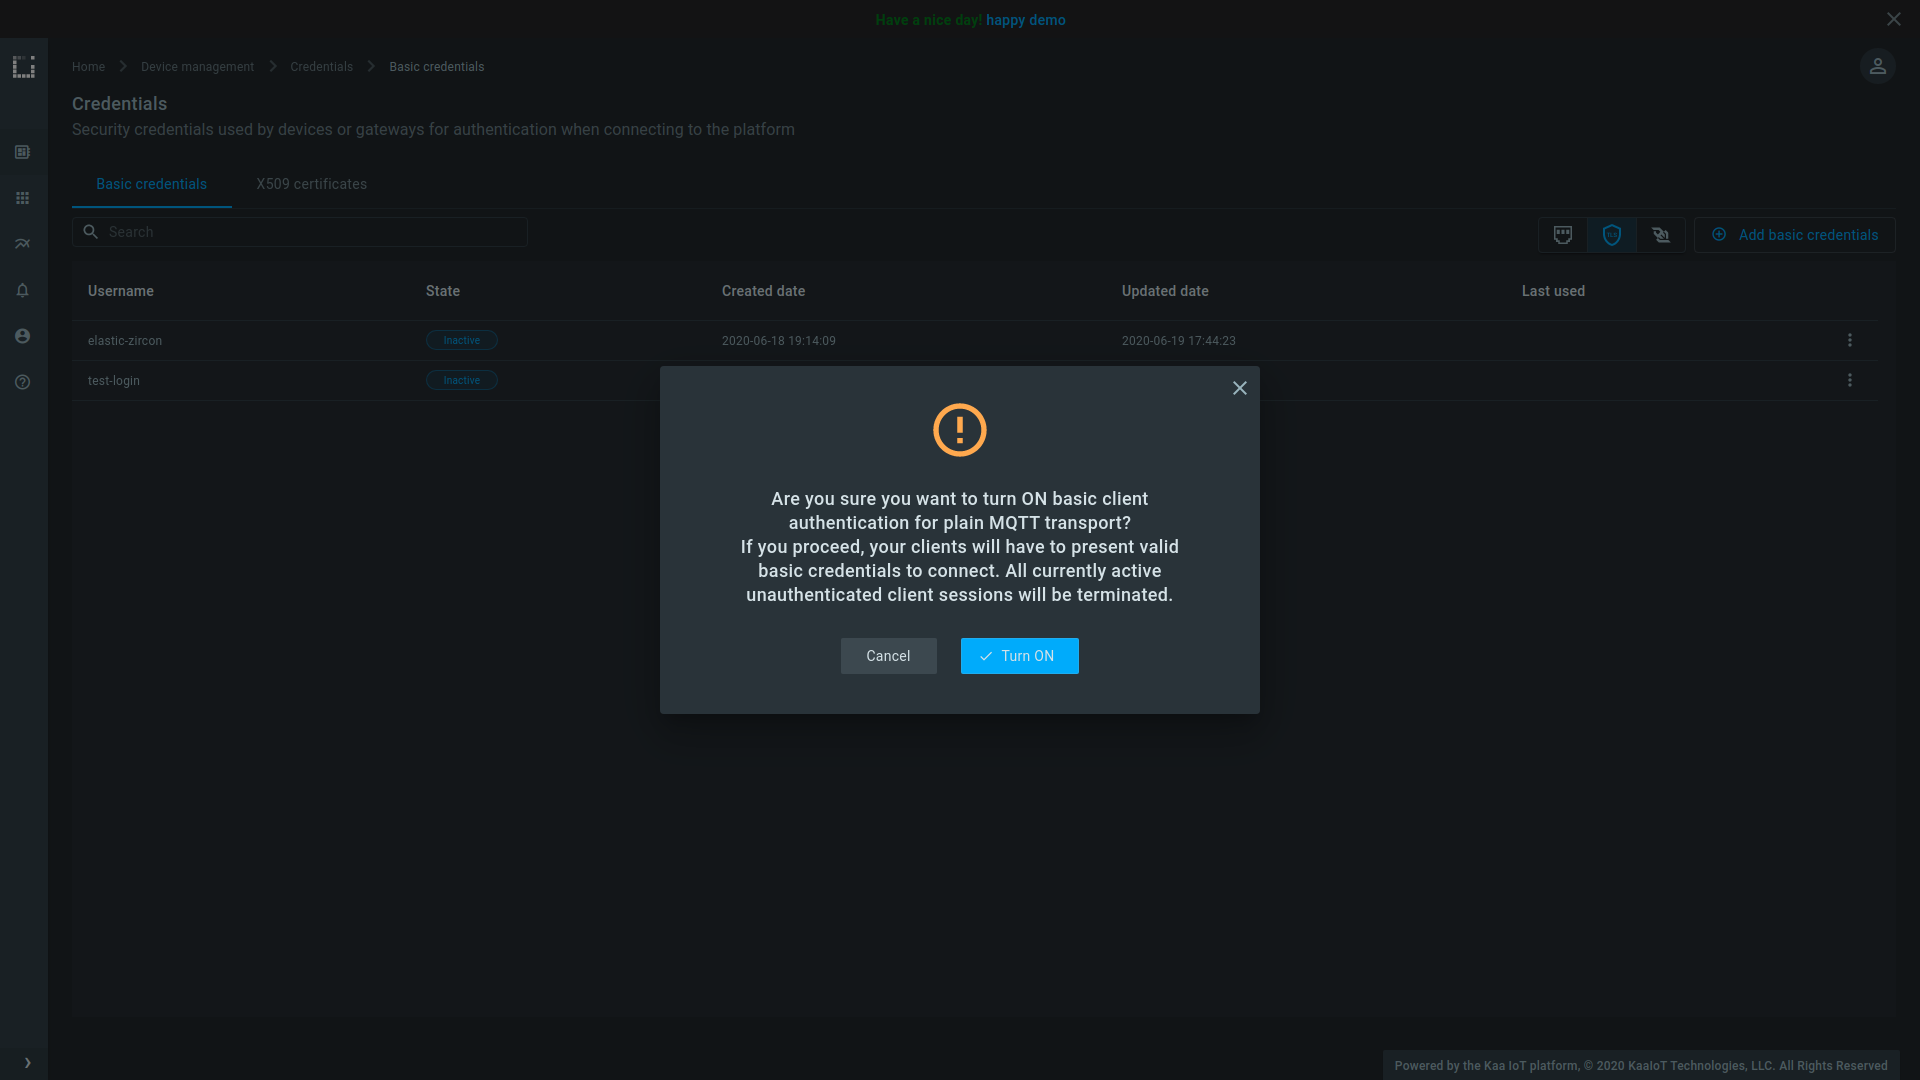 Have a nice day! happy demo
Home Device management Credentials Basic credentials
Credentials
Security credentials used by devices or gateways for authentication when connecting to the platform
Basic credentials X509 certificates
Search
Add basic credentials
Username State Created date Updated date Last used
elastic-zircon Inactive 2020-06-18 19:14:09 2020-06-19 17:44:23
test-login Inactive
Are you sure you want to turn ON basic client
authentication for plain MQTT transport?
If you proceed, your clients will have to present valid
basic credentials to connect. All currently active
unauthenticated client sessions will be terminated.
Cancel Turn ON
Powered by the Kaa IoT platform, © 2020 KaaIoT Technologies, LLC. All Rights Reserved